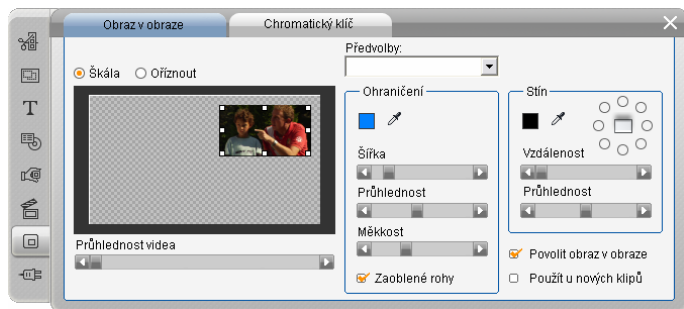 Obraz v obraze
Chromatický klíč
Škála
Oříznout
Předvolby:
Průhlednost videa
Ohraničení
Šířka
Průhlednost
Měkkost
Zaoblené rohy
Stín
Vzdálenost
Průhlednost
Povolit obraz v obraze
Použít u nových klipů
T